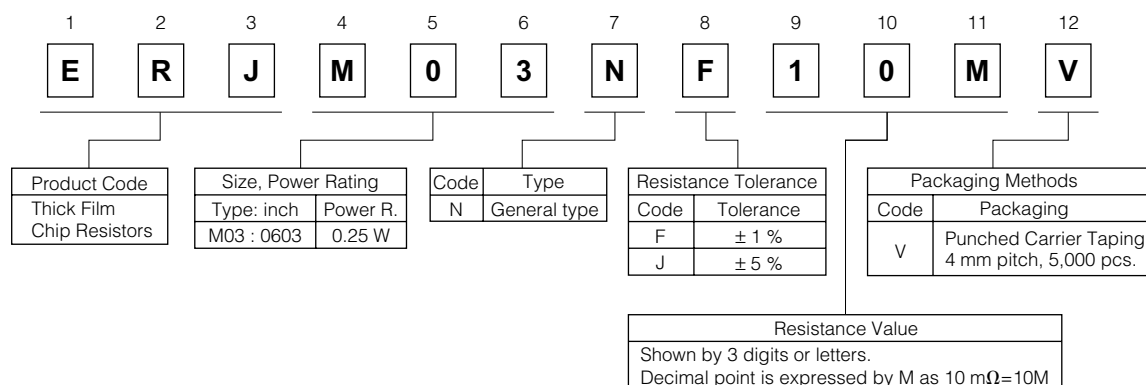 1 2 3 4 5 6 7 8 9 10 11 12
E R J M 0 3 N F 1 0 M V
Product Code
Thick Film
Chip Resistors
Size, Power Rating
Type: inch Power R.
M03 : 0603 0.25 W
Code Type
N General type
Resistance Tolerance
Code Tolerance
F ± 1 %
J ± 5 %
Packaging Methods
Code Packaging
V Punched Carrier Taping
4 mm pitch, 5,000 pcs.
Resistance Value
Shown by 3 digits or letters.
Decimal point is expressed by M as 10 mΩ=10M